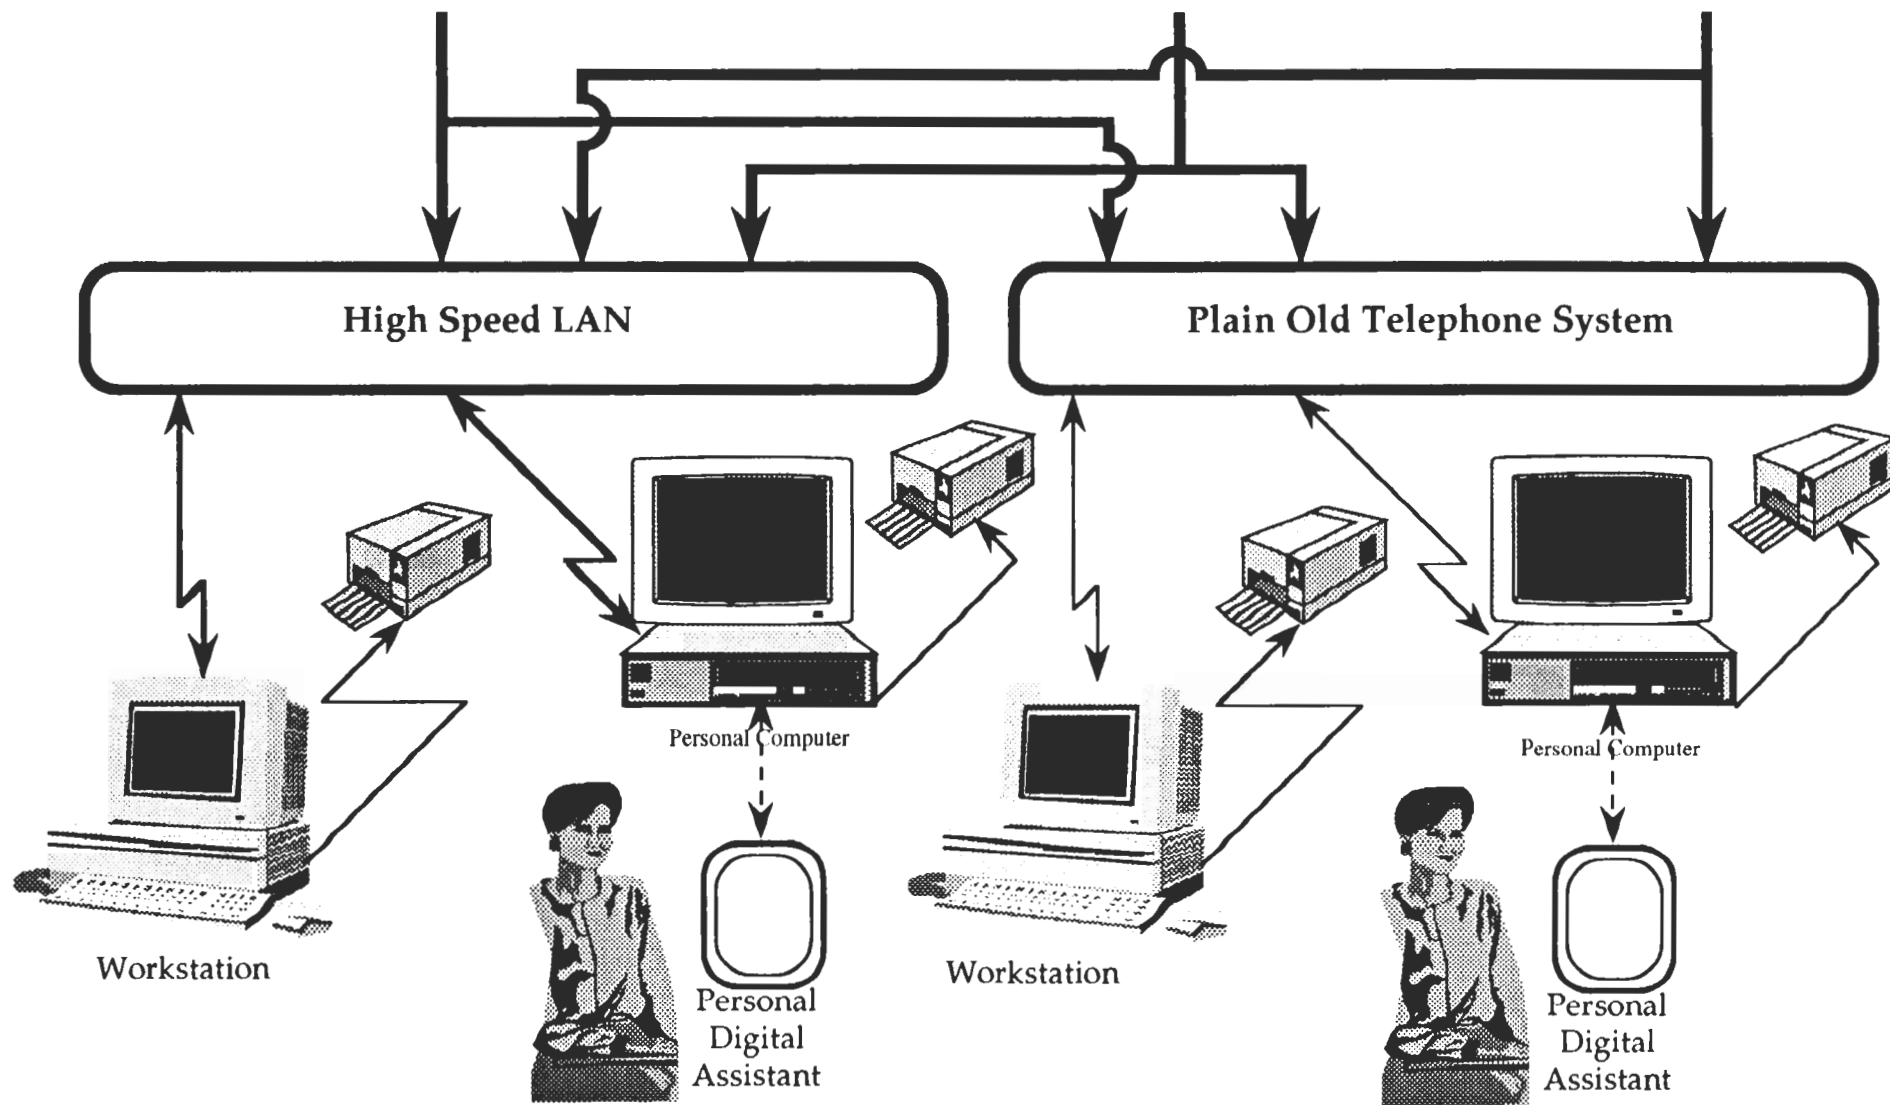 High Speed LAN
Plain Old Telephone System
Personal Computer
Personal Computer
Workstation
Personal
Digital
Assistant
Workstation
Personal
Digital
Assistant